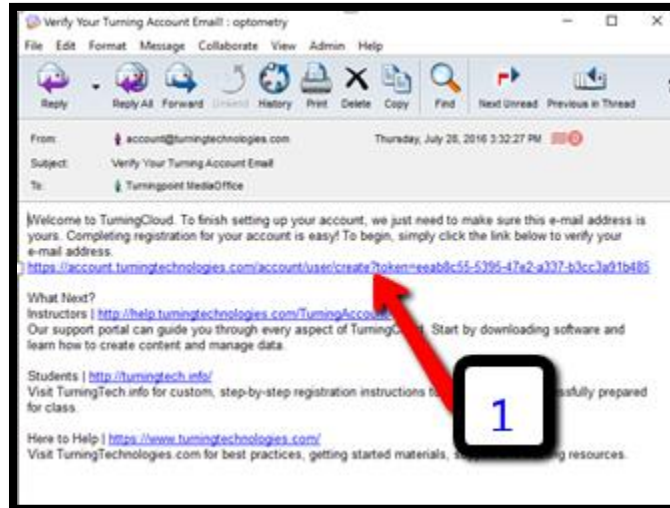 Verify Your Turning Account Email! : optometry
File Edit Format Message Collaborate View Admin Help
Reply Reply All Forward Unsend History Print Delete Copy Find Next Unread Previous in Thread
From: account@turningtechnologies.com Thursday, July 28, 2016 3:32:27 PM
Subject: Verify Your Turning Account Email!
To: Turningpoint MediaOffice
Welcome to TurningCloud. To finish setting up your account, we just need to make sure this e-mail address is
yours. Completing registration for your account is easy! To begin, simply click the link below to verify your
e-mail address.
https://account.turningtechnologies.com/account/user/create?token=eeab8c55-5395-47e2-a337-b3cc3a91b485
What Next?
Instructors | http://help.turningtechnologies.com/TurningAccount
Our support portal can guide you through every aspect of TurningCloud. Start by downloading software and
learn how to create content and manage data.
Students | http://turningtech.info/
Visit TurningTech.info for custom, step-by-step registration instructions prepared
for class.
1
Here to Help | https://www.turningtechnologies.com/
Visit TurningTechnologies.com for best practices, getting started materials, resources.